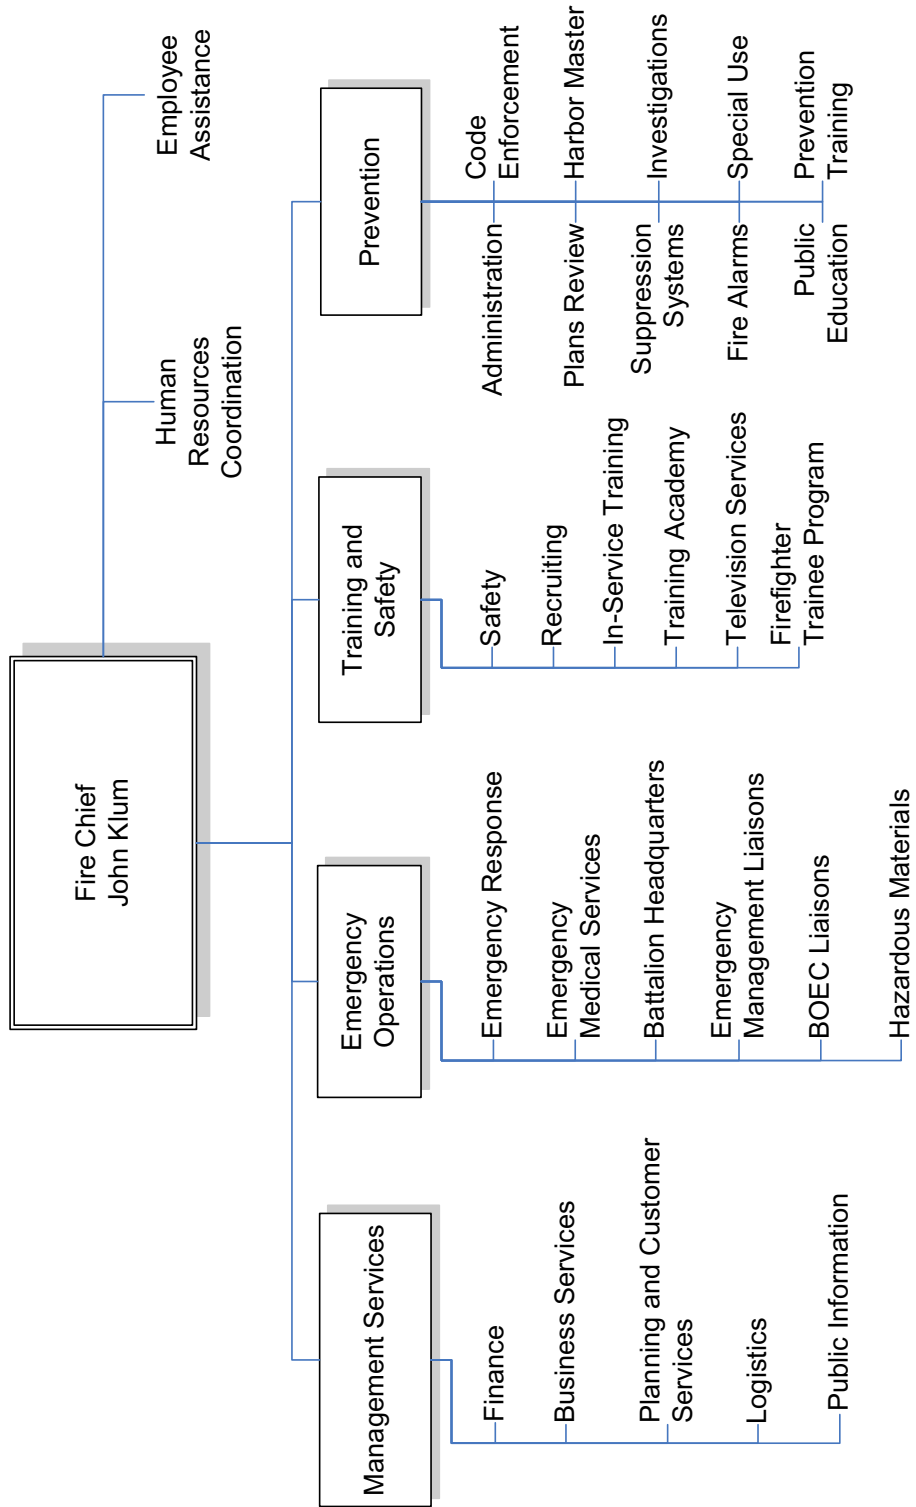 Fire Chief
John Klum
Human
Resources
Coordination
Employee
Assistance
Management Services
Finance
Business Services
Planning and Customer
Services
Logistics
Public Information
Emergency
Operations
Emergency Response
Emergency
Medical Services
Battalion Headquarters
Emergency
Management Liaisons
BOEC Liaisons
Hazardous Materials
Training and
Safety
Safety
Recruiting
In-Service Training
Training Academy
Television Services
Firefighter
Trainee Program
Prevention
Administration
Code
Enforcement
Plans Review
Harbor Master
Suppression
Systems
Investigations
Fire Alarms
Special Use
Public
Education
Prevention
Training